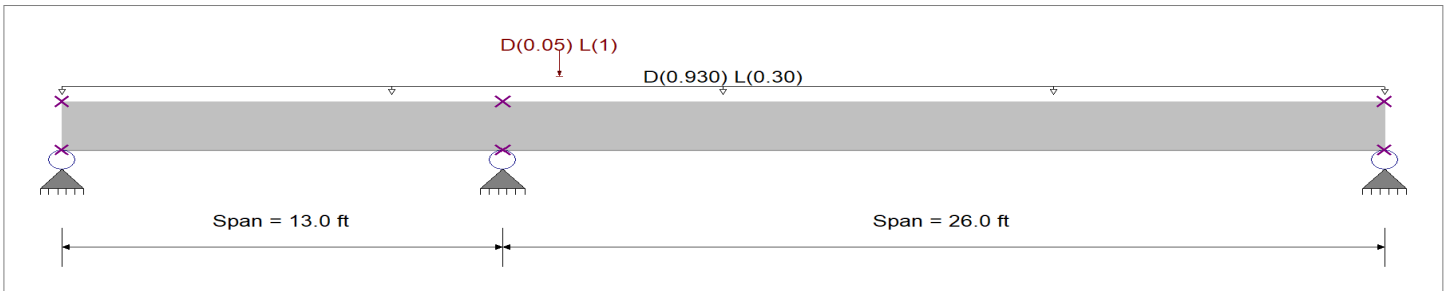 D(0.05) L(1)
D(0.930) L(0.30)
Span = 13.0 ft
Span = 26.0 ft